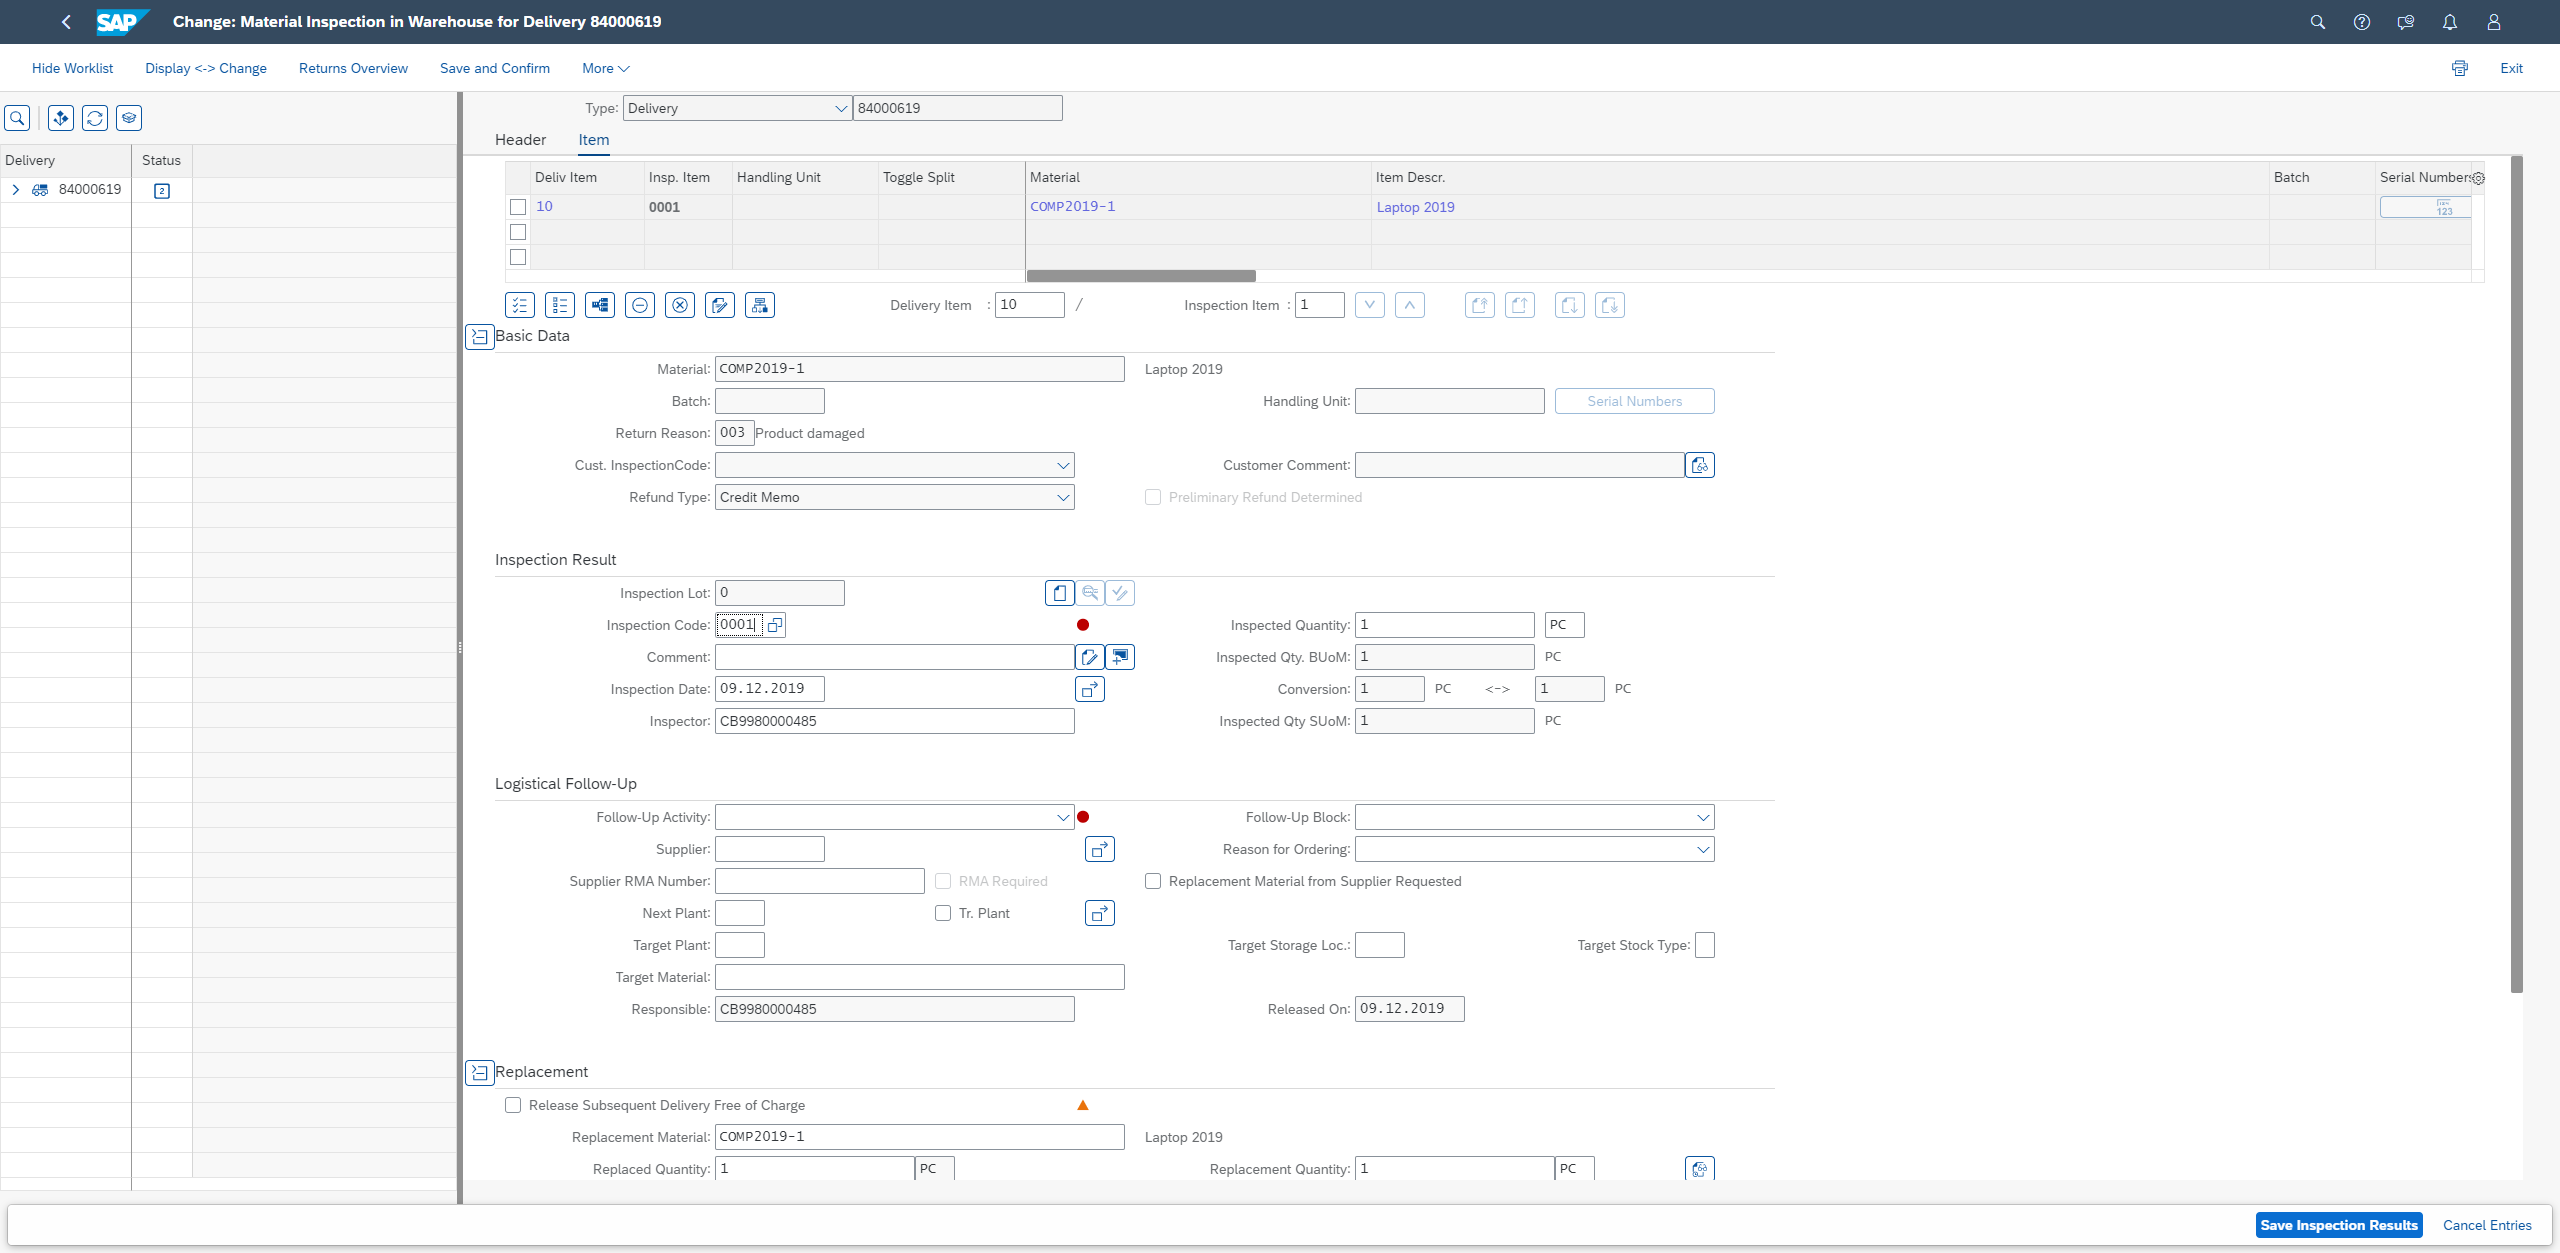 SAP Change: Material Inspection in Warehouse for Delivery 84000619
Hide Worklist Display <-> Change Returns Overview Save and Confirm More Exit
Type: Delivery 84000619
Header Item
Delivery Status
84000619 2
Deliv Item Insp. Item Handling Unit Toggle Split Material Item Descr. Batch Serial Numbers
10 0001 COMP2019-1 Laptop 2019 123
Delivery Item : 10 / Inspection Item : 1
Basic Data
Material: COMP2019-1 Laptop 2019
Batch: Handling Unit: Serial Numbers
Return Reason: 003 Product damaged
Cust. InspectionCode: Customer Comment:
Refund Type: Credit Memo Preliminary Refund Determined
Inspection Result
Inspection Lot: 0
Inspection Code: 0001 Inspected Quantity: 1 PC
Comment: Inspected Qty. BUoM: 1 PC
Inspection Date: 09.12.2019 Conversion: 1 PC <-> 1 PC
Inspector: CB9980000485 Inspected Qty SUoM: 1 PC
Logistical Follow-Up
Follow-Up Activity: Follow-Up Block:
Supplier: Reason for Ordering:
Supplier RMA Number: RMA Required Replacement Material from Supplier Requested
Next Plant: Tr. Plant
Target Plant: Target Storage Loc.: Target Stock Type:
Target Material:
Responsible: CB9980000485 Released On: 09.12.2019
Replacement
Release Subsequent Delivery Free of Charge
Replacement Material: COMP2019-1 Laptop 2019
Replaced Quantity: 1 PC Replacement Quantity: 1 PC
Save Inspection Results Cancel Entries